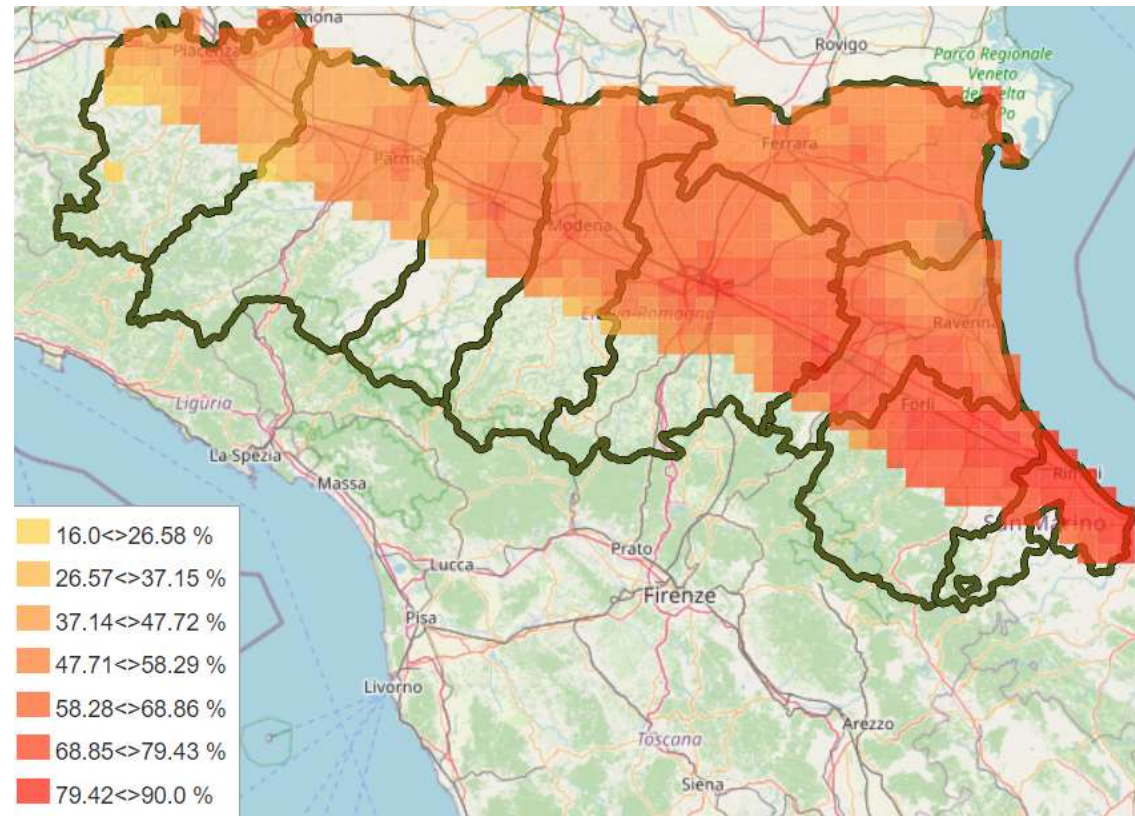 mona
Piacenza
Rovigo
Parco Regionale
Veneto
del Delta
del Po
Parma
Ferrara
Modena
Emilia-Romagna
Ravenna
Forlì
Rimini
San Marino
Liguria
La Spezia
Massa
Prato
Lucca
Firenze
Pisa
Livorno
Arezzo
Toscana
Siena
16.0<>26.58 %
26.57<>37.15 %
37.14<>47.72 %
47.71<>58.29 %
58.28<>68.86 %
68.85<>79.43 %
79.42<>90.0 %